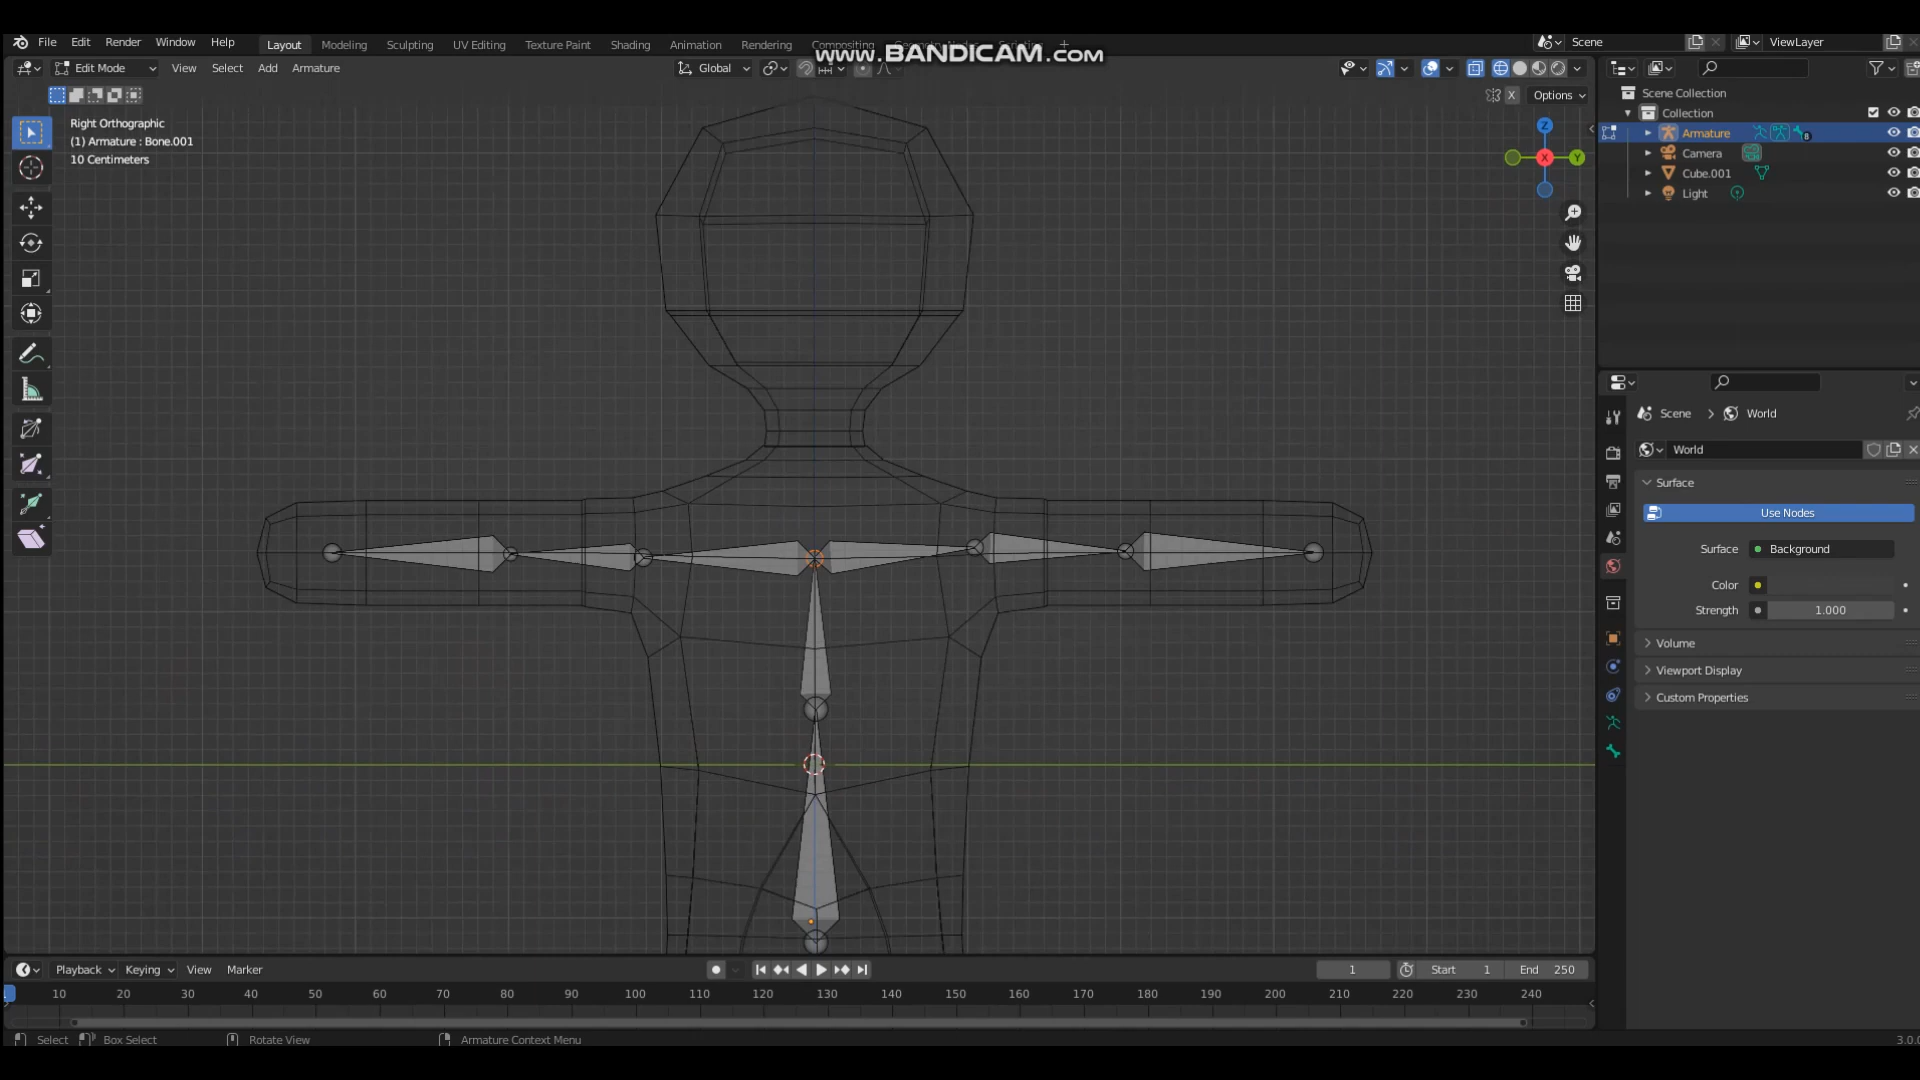 File Edit Render Window Help Layout Modeling Sculpting UV Editing Texture Paint Shading Animation Rendering Compositing Scene ViewLayer
www.BANDICAM.com
Edit Mode View Select Add Armature Global
Options
X
Right Orthographic
(1) Armature : Bone.001
10 Centimeters
Z
X
Y
Scene Collection
Collection
Armature 8
Camera
Cube.001
Light
Scene > World
World
Surface
Use Nodes
Surface Background
Color
Strength 1.000
Volume
Viewport Display
Custom Properties
Playback Keying View Marker 1 Start 1 End 250
10 20 30 40 50 60 70 80 90 100 110 120 130 140 150 160 170 180 190 200 210 220 230 240
Select Box Select Rotate View Armature Context Menu 3.0.0